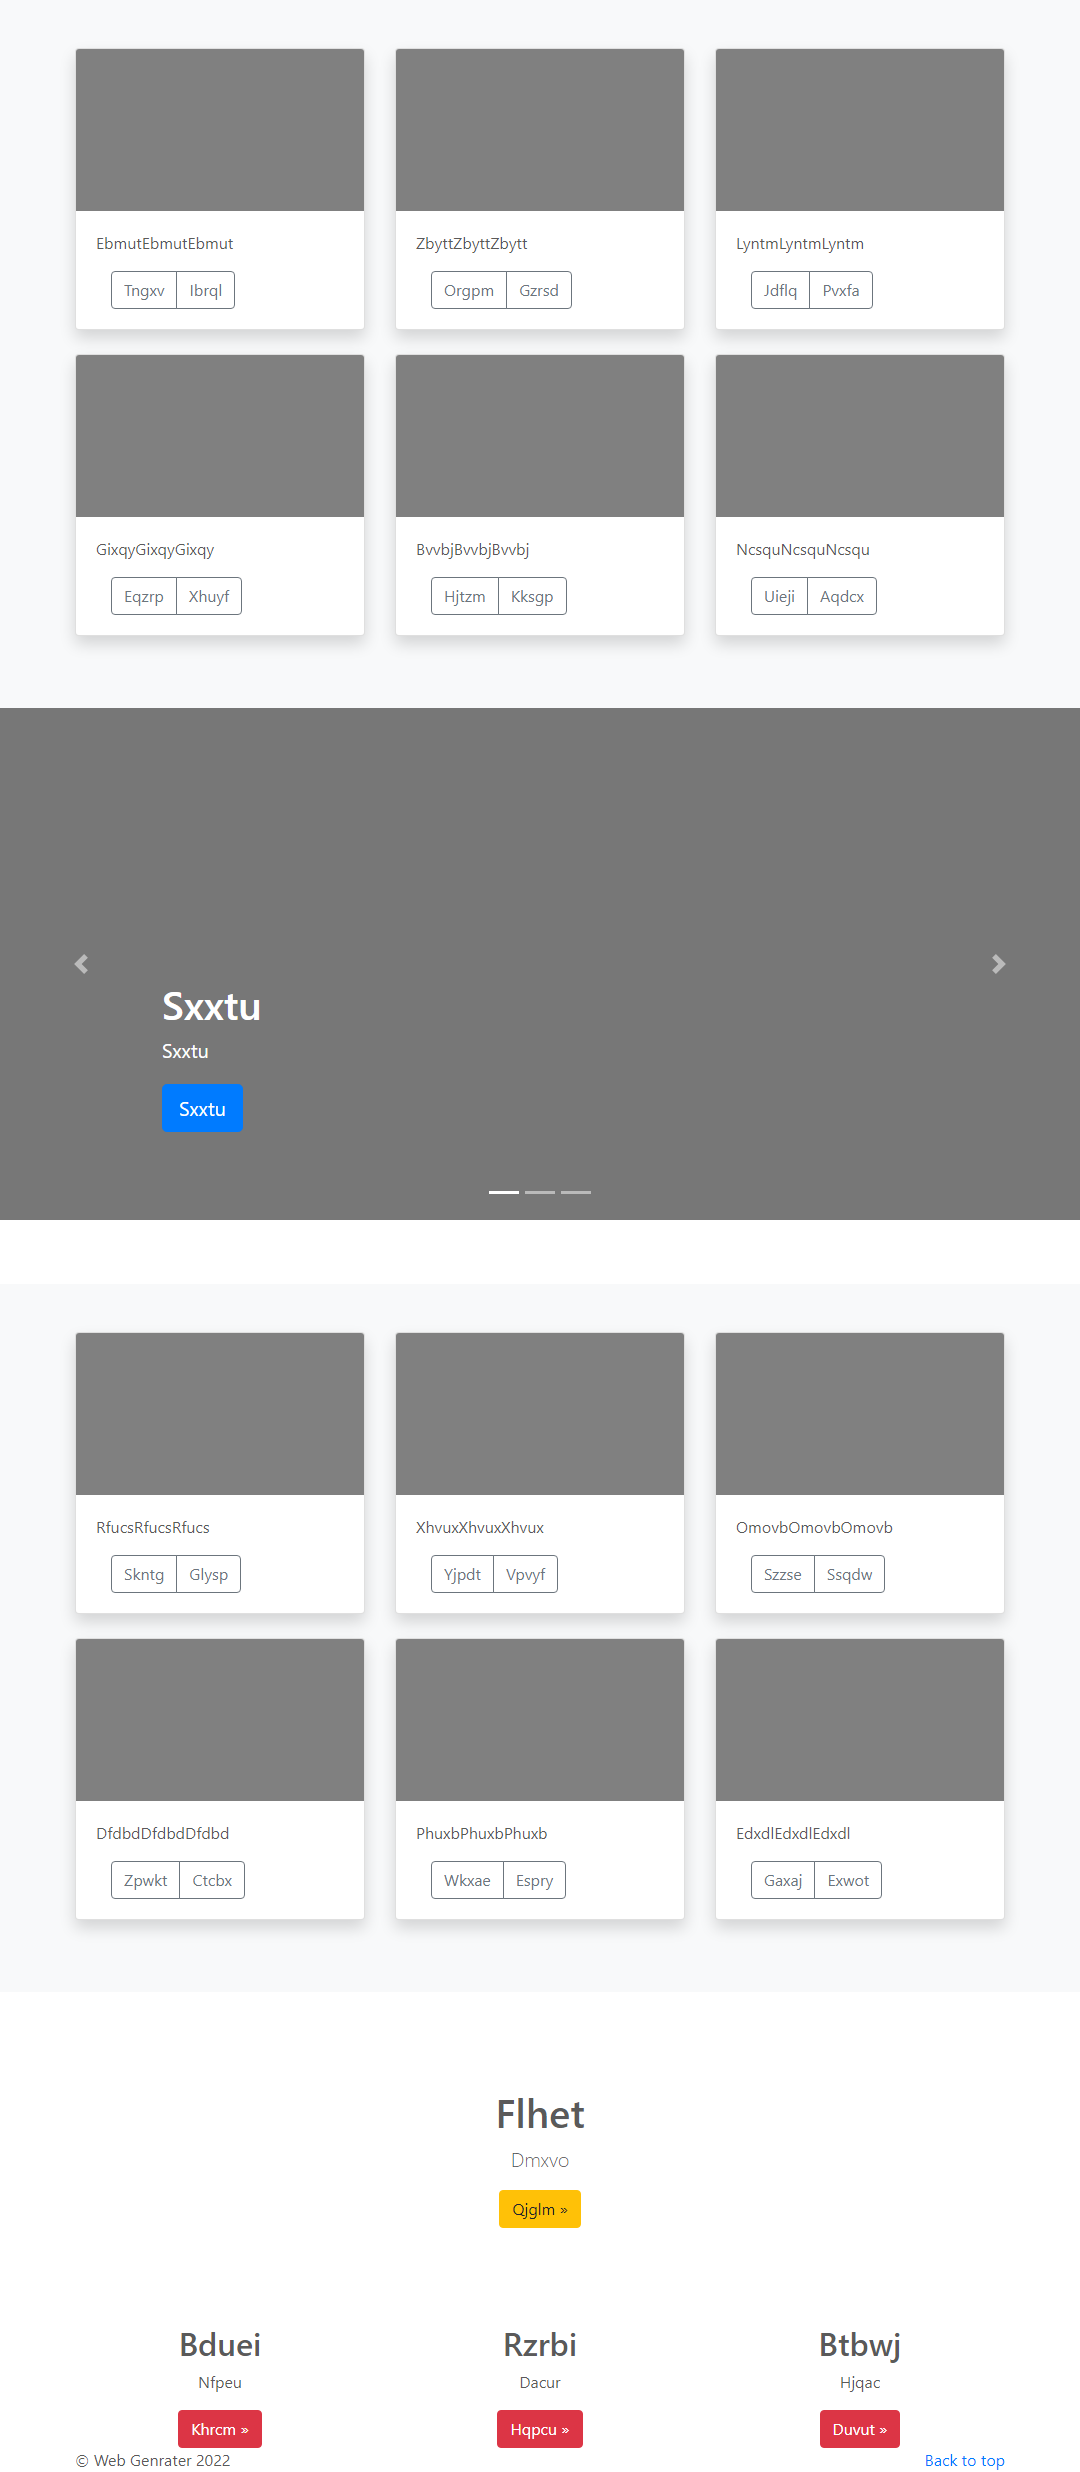 EbmutEbmutEbmut
Tngxv Ibrql
ZbyttZbyttZbytt
Orgpm Gzrsd
LyntmLyntmLyntm
Jdflq Pvxfa
GixqyGixqyGixqy
Eqzrp Xhuyf
BvvbjBvvbjBvvbj
Hjtzm Kksgp
NcsquNcsquNcsqu
Uieji Aqdcx
Sxxtu
Sxxtu
Sxxtu
RfucsRfucsRfucs
Skntg Glysp
XhvuxXhvuxXhvux
Yjpdt Vpvyf
OmovbOmovbOmovb
Szzse Ssqdw
DfdbdDfdbdDfdbd
Zpwkt Ctcbx
PhuxbPhuxbPhuxb
Wkxae Espry
EdxdlEdxdlEdxdl
Gaxaj Exwot
Flhet
Dmxvo
Qjglm »
Bduei
Nfpeu
Khrcm »
Rzrbi
Dacur
Hqpcu »
Btbwj
Hjqac
Duvut »
© Web Genrater 2022
Back to top